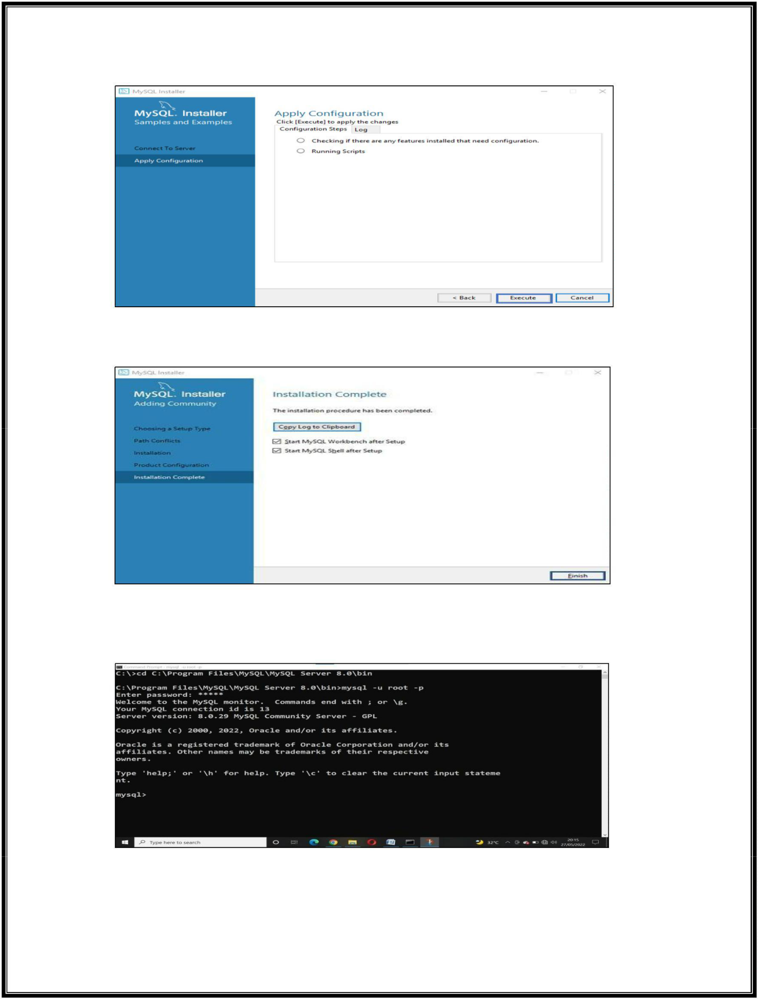 MySQL Installer
MySQL. Installer
Samples and Examples
Connect To Server
Apply Configuration
Apply Configuration
Click [Execute] to apply the changes
Configuration Steps Log
Checking if there are any features installed that need configuration.
Running Scripts
< Back Execute Cancel
MySQL Installer
MySQL. Installer
Adding Community
Choosing a Setup Type
Path Conflicts
Installation
Product Configuration
Installation Complete
Installation Complete
The installation procedure has been completed.
Copy Log to Clipboard
Start MySQL Workbench after Setup
Start MySQL Shell after Setup
Finish
Command Prompt - mysql -u root -p
C:\>cd C:\Program Files\MySQL\MySQL Server 8.0\bin
C:\Program Files\MySQL\MySQL Server 8.0\bin>mysql -u root -p
Enter password: *****
Welcome to the MySQL monitor.  Commands end with ; or \g.
Your MySQL connection id is 13
Server version: 8.0.29 MySQL Community Server - GPL
Copyright (c) 2000, 2022, Oracle and/or its affiliates.
Oracle is a registered trademark of Oracle Corporation and/or its
affiliates. Other names may be trademarks of their respective
owners.
Type 'help;' or '\h' for help. Type '\c' to clear the current input stateme
nt.
mysql>
Type here to search
32°C
20:15
27/05/2022